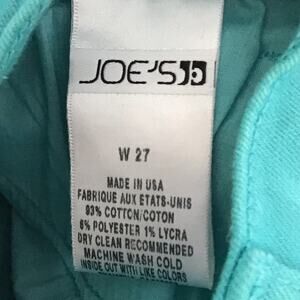 JOE'S
W 27
MADE IN USA
FABRIQUE AUX ETATS-UNIS
93% COTTON/COTON
6% POLYESTER 1% LYCRA
DRY CLEAN RECOMMENDED
MACHINE WASH COLD
INSIDE OUT WITH LIKE COLORS